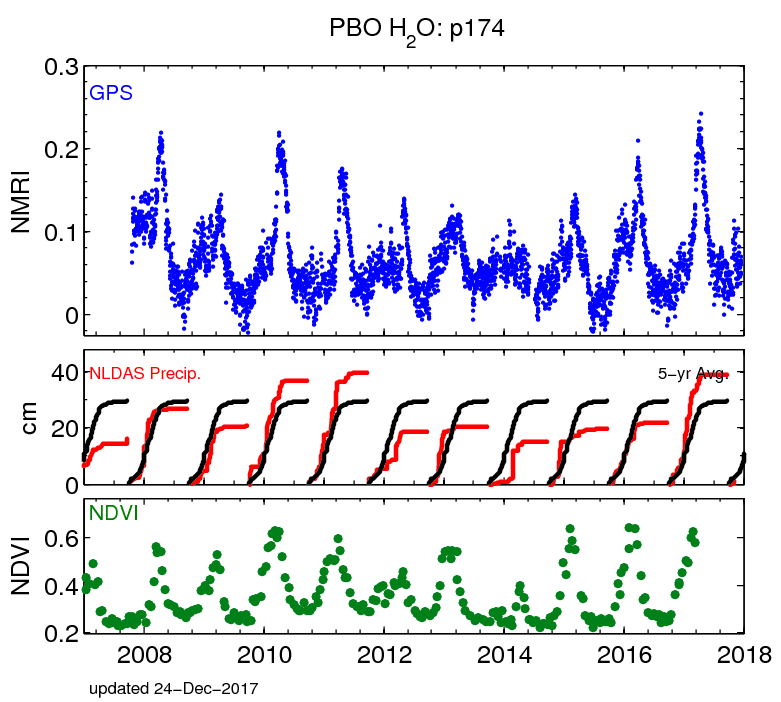 PBO H₂O: p174
0.3
GPS
0.2
NMRI
0.1
0
NLDAS Precip.
5−yr Avg.
40
cm
20
0
NDVI
0.6
NDVI
0.4
0.2
2008 2010 2012 2014 2016 2018
updated 24−Dec−2017